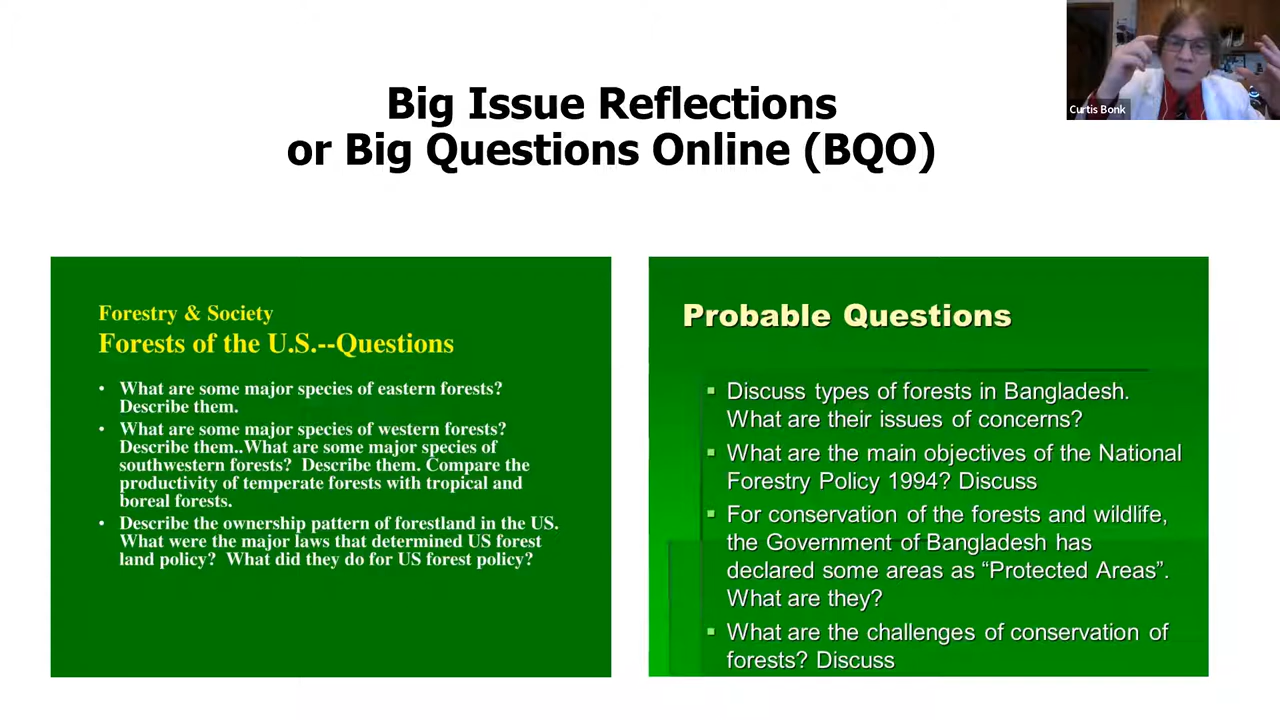 Big Issue Reflections
or Big Questions Online (BQO)
Curtis Bonk
Forestry & Society
Forests of the U.S.--Questions
• What are some major species of eastern forests?
Describe them.
• What are some major species of western forests?
Describe them..What are some major species of
southwestern forests?  Describe them. Compare the
productivity of temperate forests with tropical and
boreal forests.
• Describe the ownership pattern of forestland in the US.
What were the major laws that determined US forest
land policy?  What did they do for US forest policy?
Probable Questions
▪ Discuss types of forests in Bangladesh.
What are their issues of concerns?
▪ What are the main objectives of the National
Forestry Policy 1994? Discuss
▪ For conservation of the forests and wildlife,
the Government of Bangladesh has
declared some areas as “Protected Areas”.
What are they?
▪ What are the challenges of conservation of
forests? Discuss